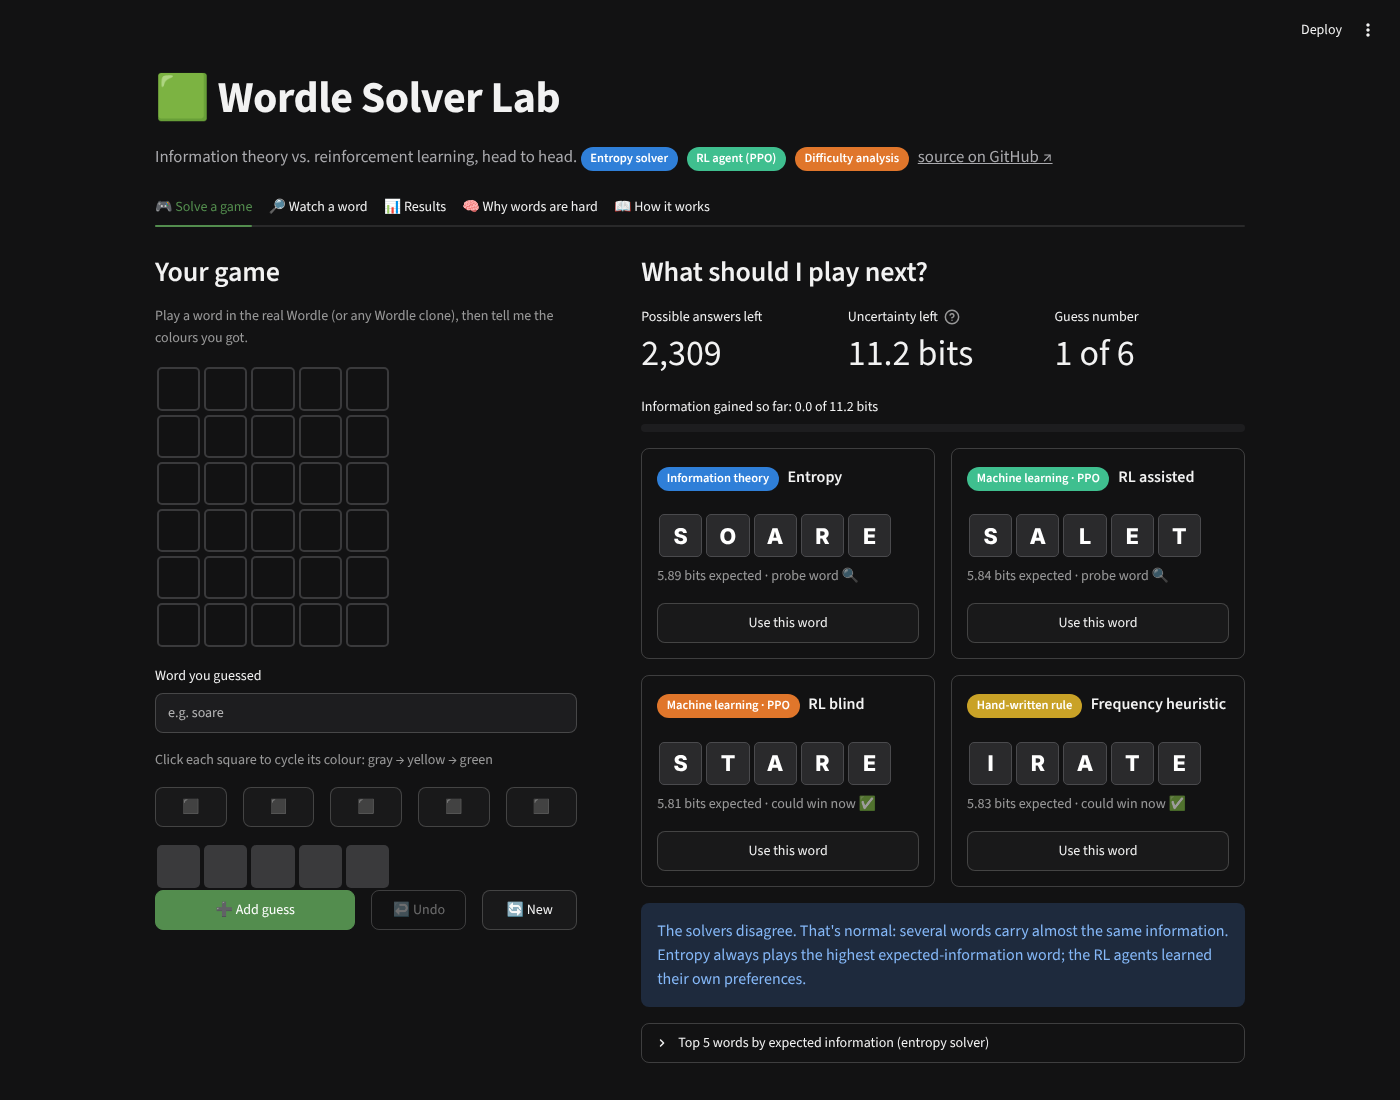 Deploy
Wordle Solver Lab
Information theory vs. reinforcement learning, head to head. Entropy solver RL agent (PPO) Difficulty analysis source on GitHub ↗
Solve a game Watch a word Results Why words are hard How it works
Your game
Play a word in the real Wordle (or any Wordle clone), then tell me the
colours you got.
Word you guessed
e.g. soare
Click each square to cycle its colour: gray → yellow → green
Add guess Undo New
What should I play next?
Possible answers left Uncertainty left Guess number
2,309 11.2 bits 1 of 6
Information gained so far: 0.0 of 11.2 bits
Information theory Entropy
S O A R E
5.89 bits expected · probe word
Use this word
Machine learning · PPO RL assisted
S A L E T
5.84 bits expected · probe word
Use this word
Machine learning · PPO RL blind
S T A R E
5.81 bits expected · could win now
Use this word
Hand-written rule Frequency heuristic
I R A T E
5.83 bits expected · could win now
Use this word
The solvers disagree. That's normal: several words carry almost the same information.
Entropy always plays the highest expected-information word; the RL agents learned
their own preferences.
Top 5 words by expected information (entropy solver)